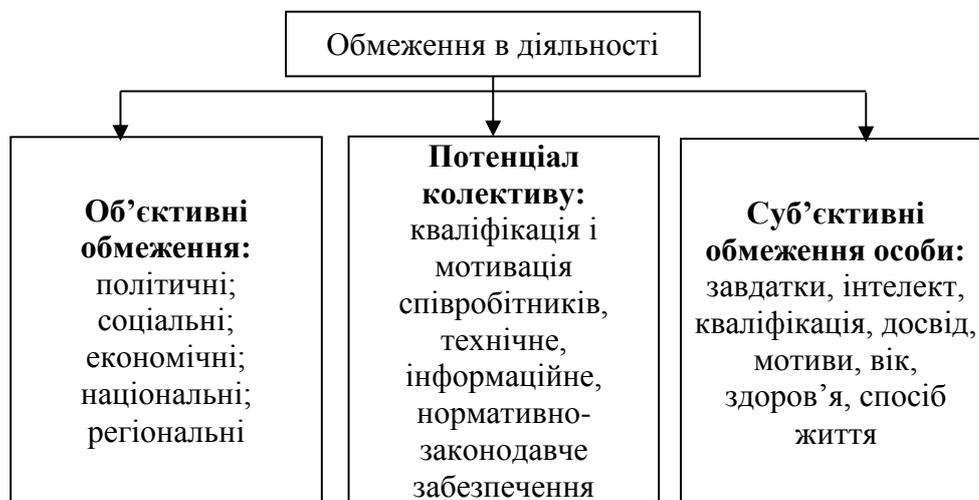 Обмеження в діяльності
Об’єктивні
обмеження:
політичні;
соціальні;
економічні;
національні;
регіональні
Потенціал
колективу:
кваліфікація і
мотивація
співробітників,
технічне,
інформаційне,
нормативно-
законодавче
забезпечення
Суб’єктивні
обмеження особи:
завдатки, інтелект,
кваліфікація, досвід,
мотиви, вік,
здоров’я, спосіб
життя